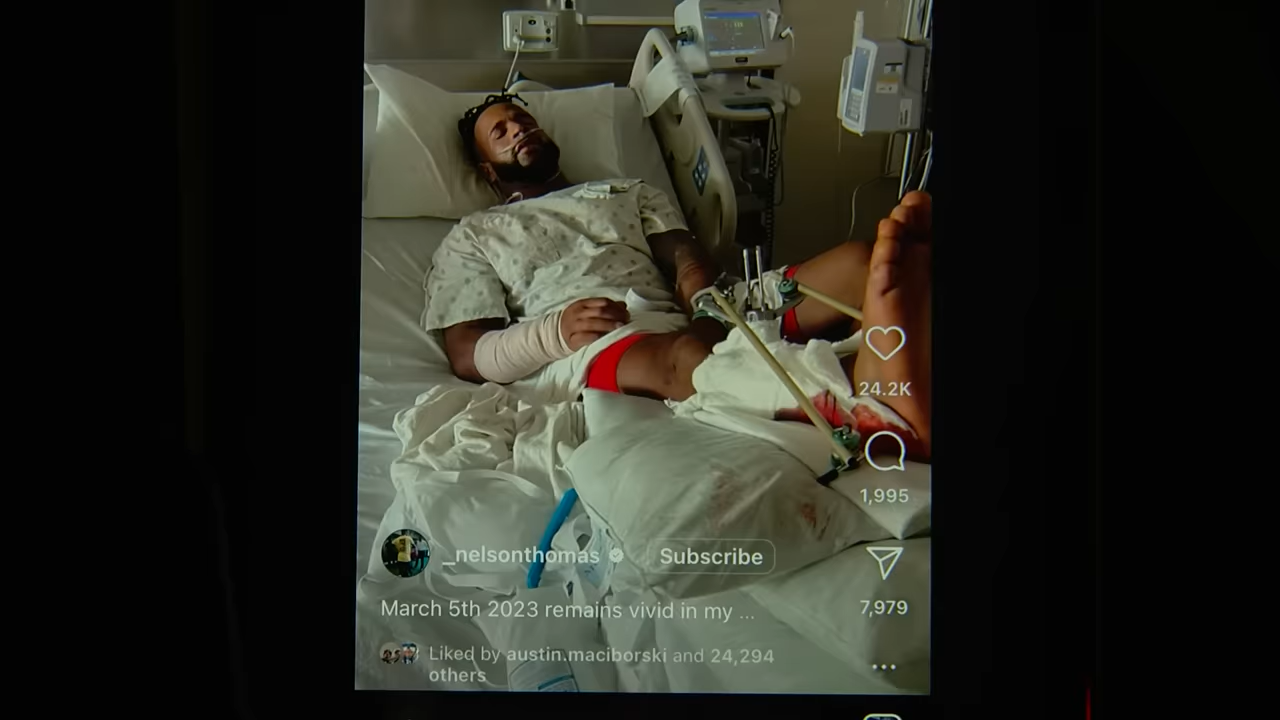 24.2K
1,995
_nelsonthomas Subscribe
7,979
March 5th 2023 remains vivid in my ...
Liked by austin.maciborski and 24,294
others